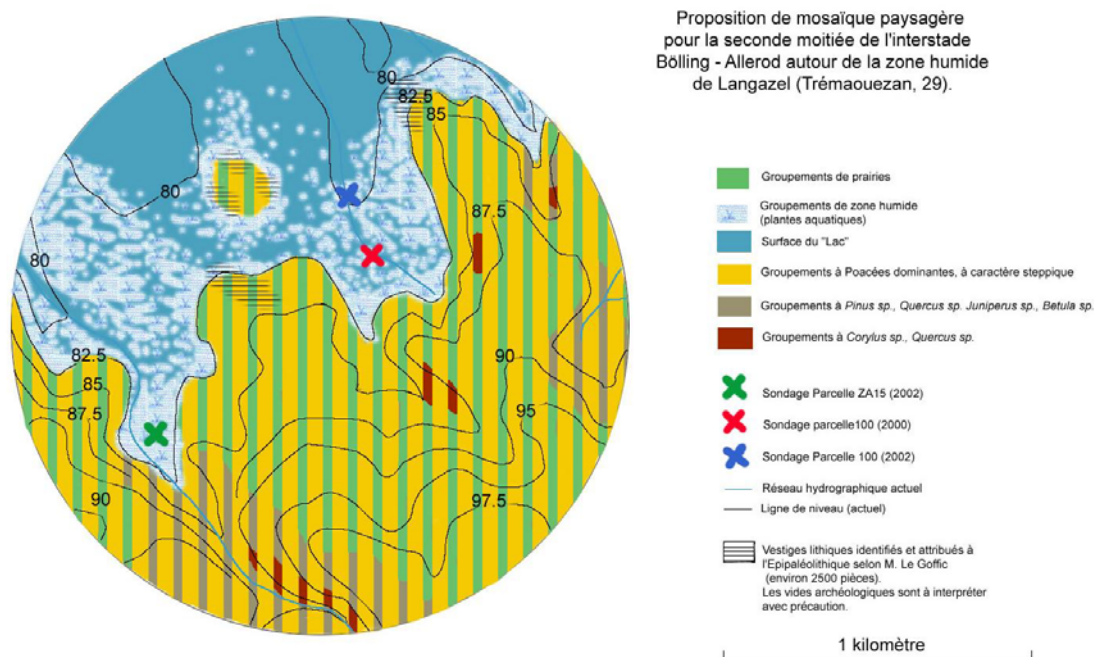 Proposition de mosaïque paysagère
pour la seconde moitiée de l'interstade
Bölling - Allerod autour de la zone humide
de Langazel (Trémaouezan, 29).
80
82.5
85
80
87.5
80
82.5
85
87.5
90
95
90
97.5
Groupements de prairies
Groupements de zone humide
(plantes aquatiques)
Surface du "Lac"
Groupements à Poacées dominantes, à caractère steppique
Groupements à Pinus sp., Quercus sp. Juniperus sp., Betula sp.
Groupements à Corylus sp., Quercus sp.
Sondage Parcelle ZA15 (2002)
Sondage parcelle100 (2000)
Sondage Parcelle 100 (2002)
Réseau hydrographique actuel
Ligne de niveau (actuel)
Vestiges lithiques identifiés et attribués à
l'Epipaléolithique selon M. Le Goffic
(environ 2500 pièces).
Les vides archéologiques sont à interpréter
avec précaution.
1 kilomètre